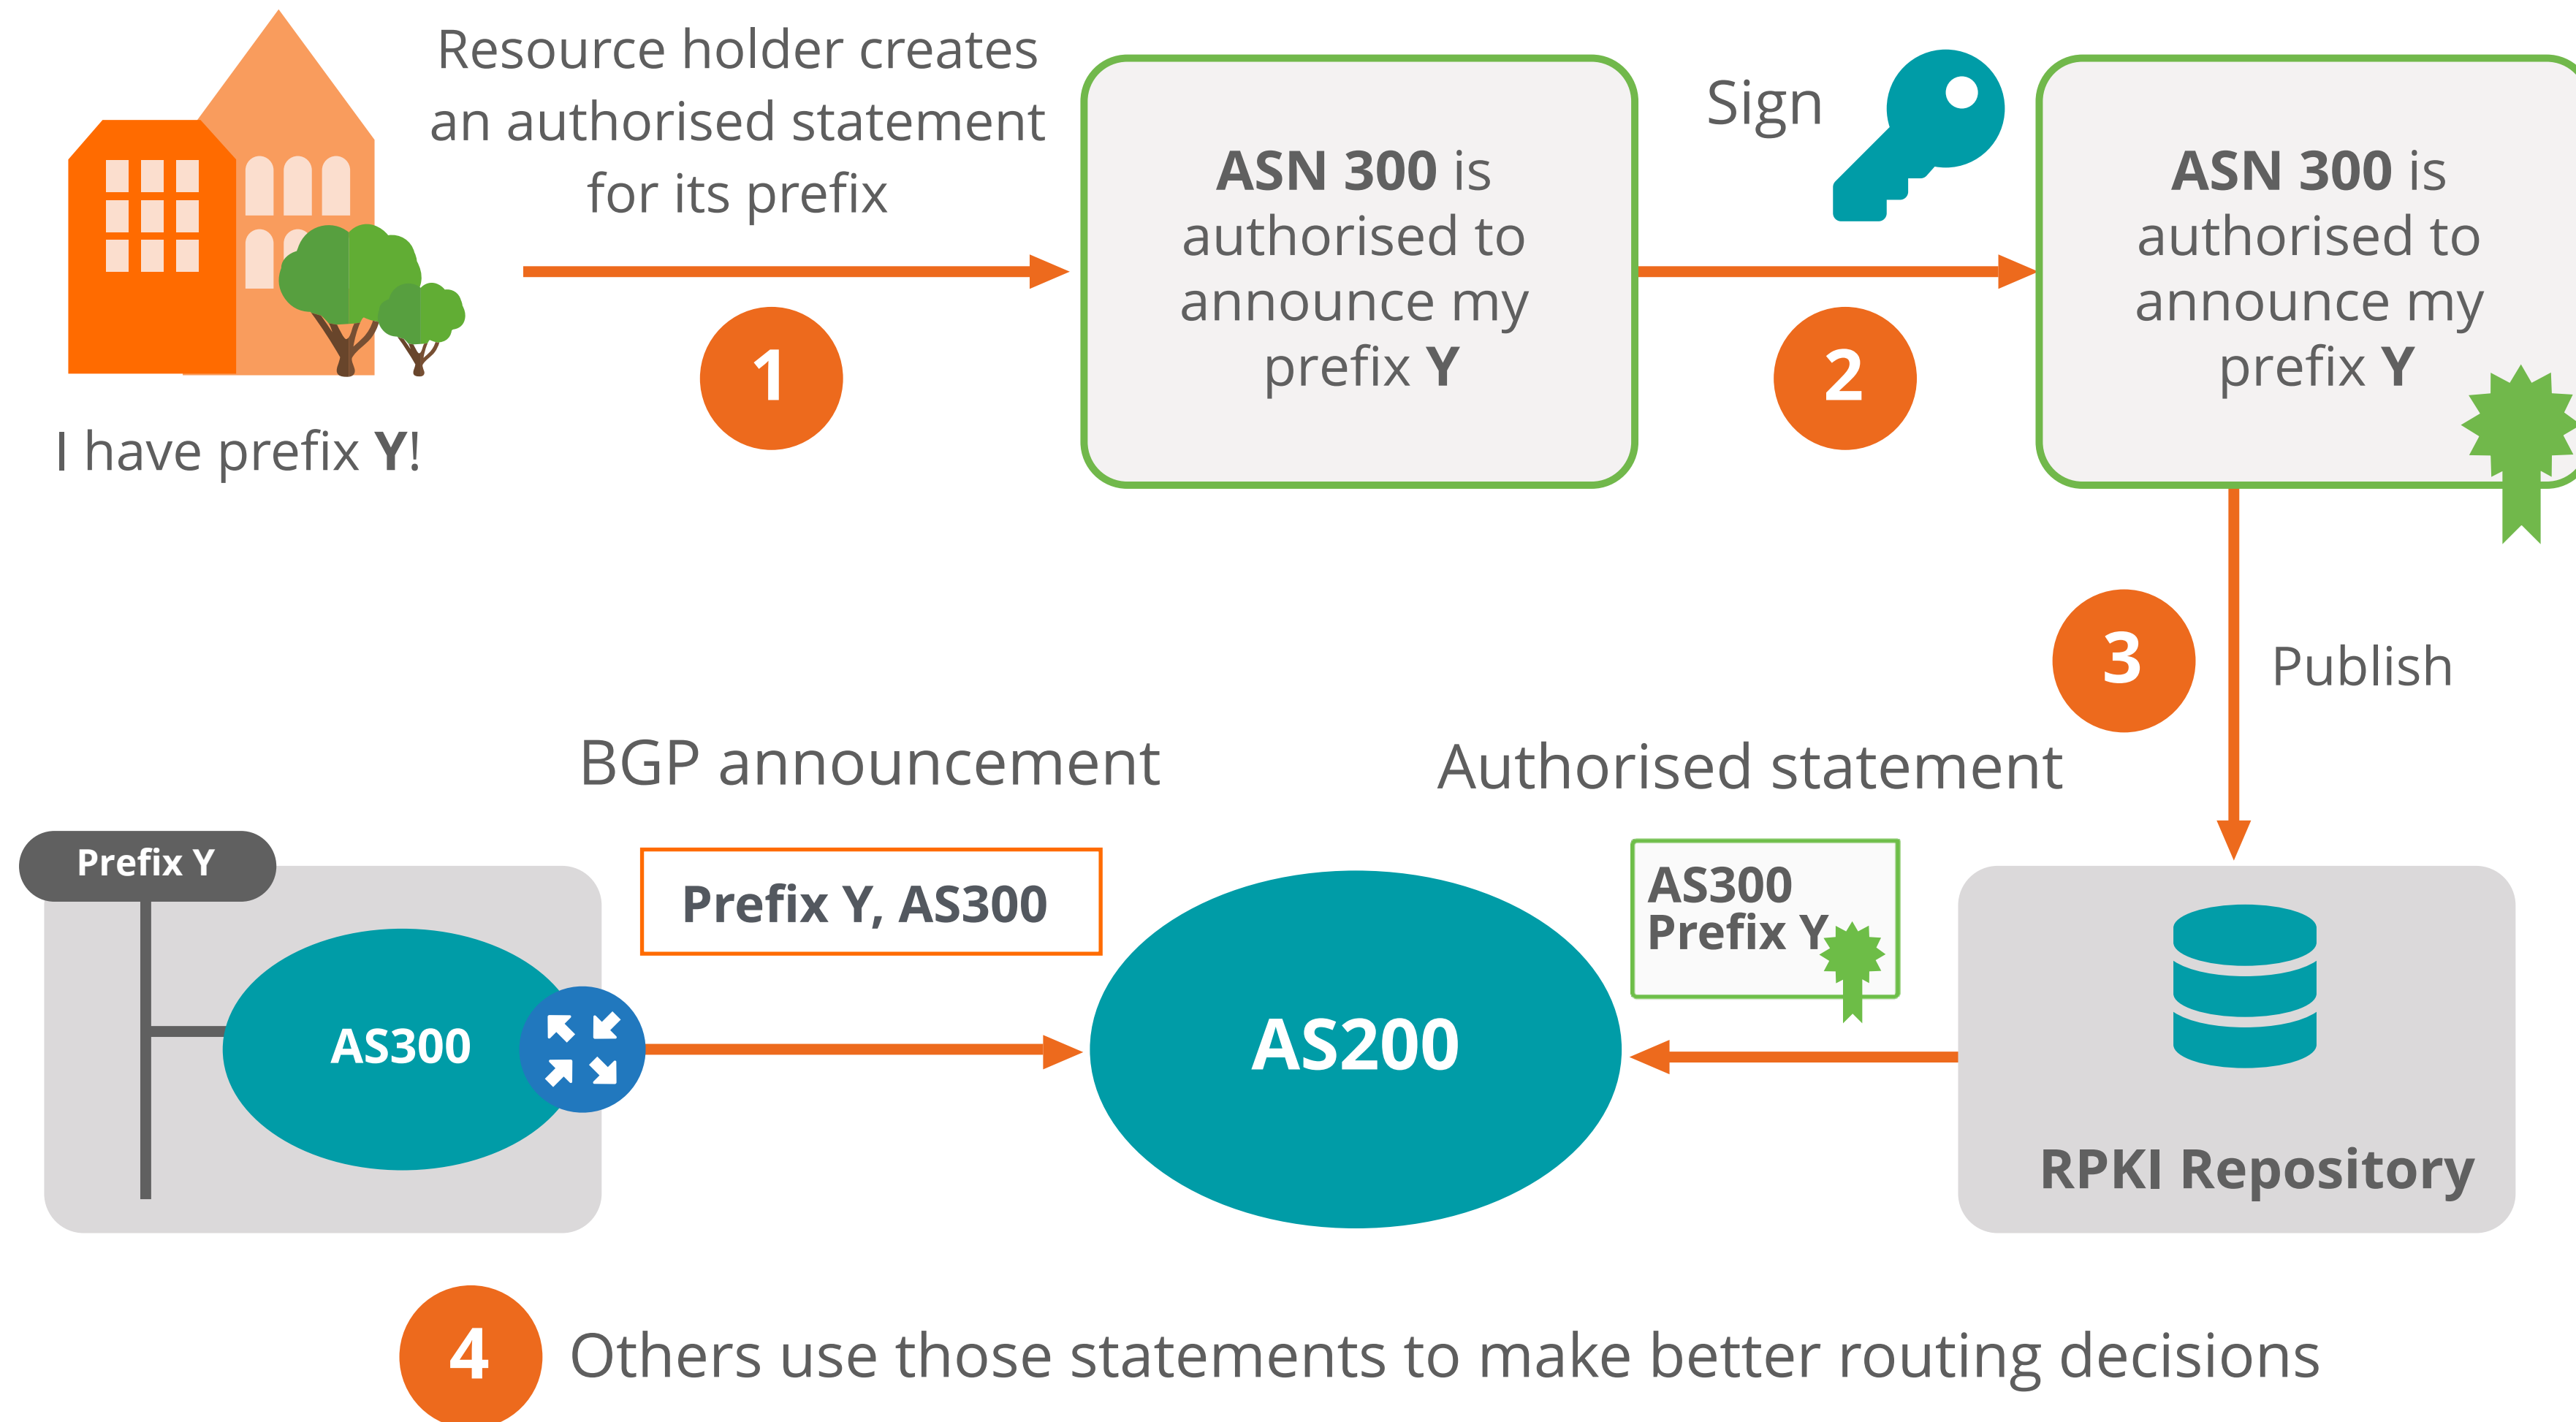 Resource holder creates
an authorised statement
for its prefix
I have prefix Y!
1
ASN 300 is
authorised to
announce my
prefix Y
Sign
2
ASN 300 is
authorised to
announce my
prefix Y
3
Publish
BGP announcement
Authorised statement
Prefix Y
AS300
Prefix Y, AS300
AS200
AS300
Prefix Y
RPKI Repository
4
Others use those statements to make better routing decisions